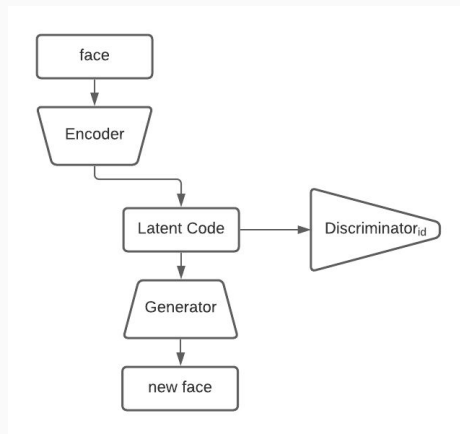 face
Encoder
Latent Code
Discriminatorid
Generator
new face